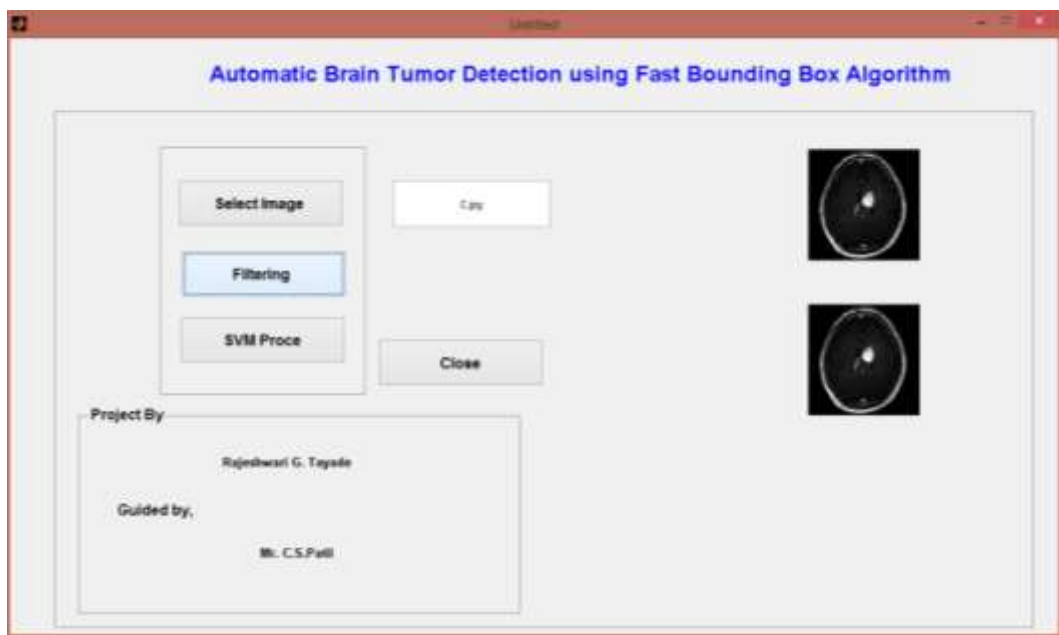 Untitled
Automatic Brain Tumor Detection using Fast Bounding Box Algorithm
Select Image
Filtering
SVM Proce
Close
Project By
Rajeshwari G. Tayade
Guided by,
Mr. C.S.Patil